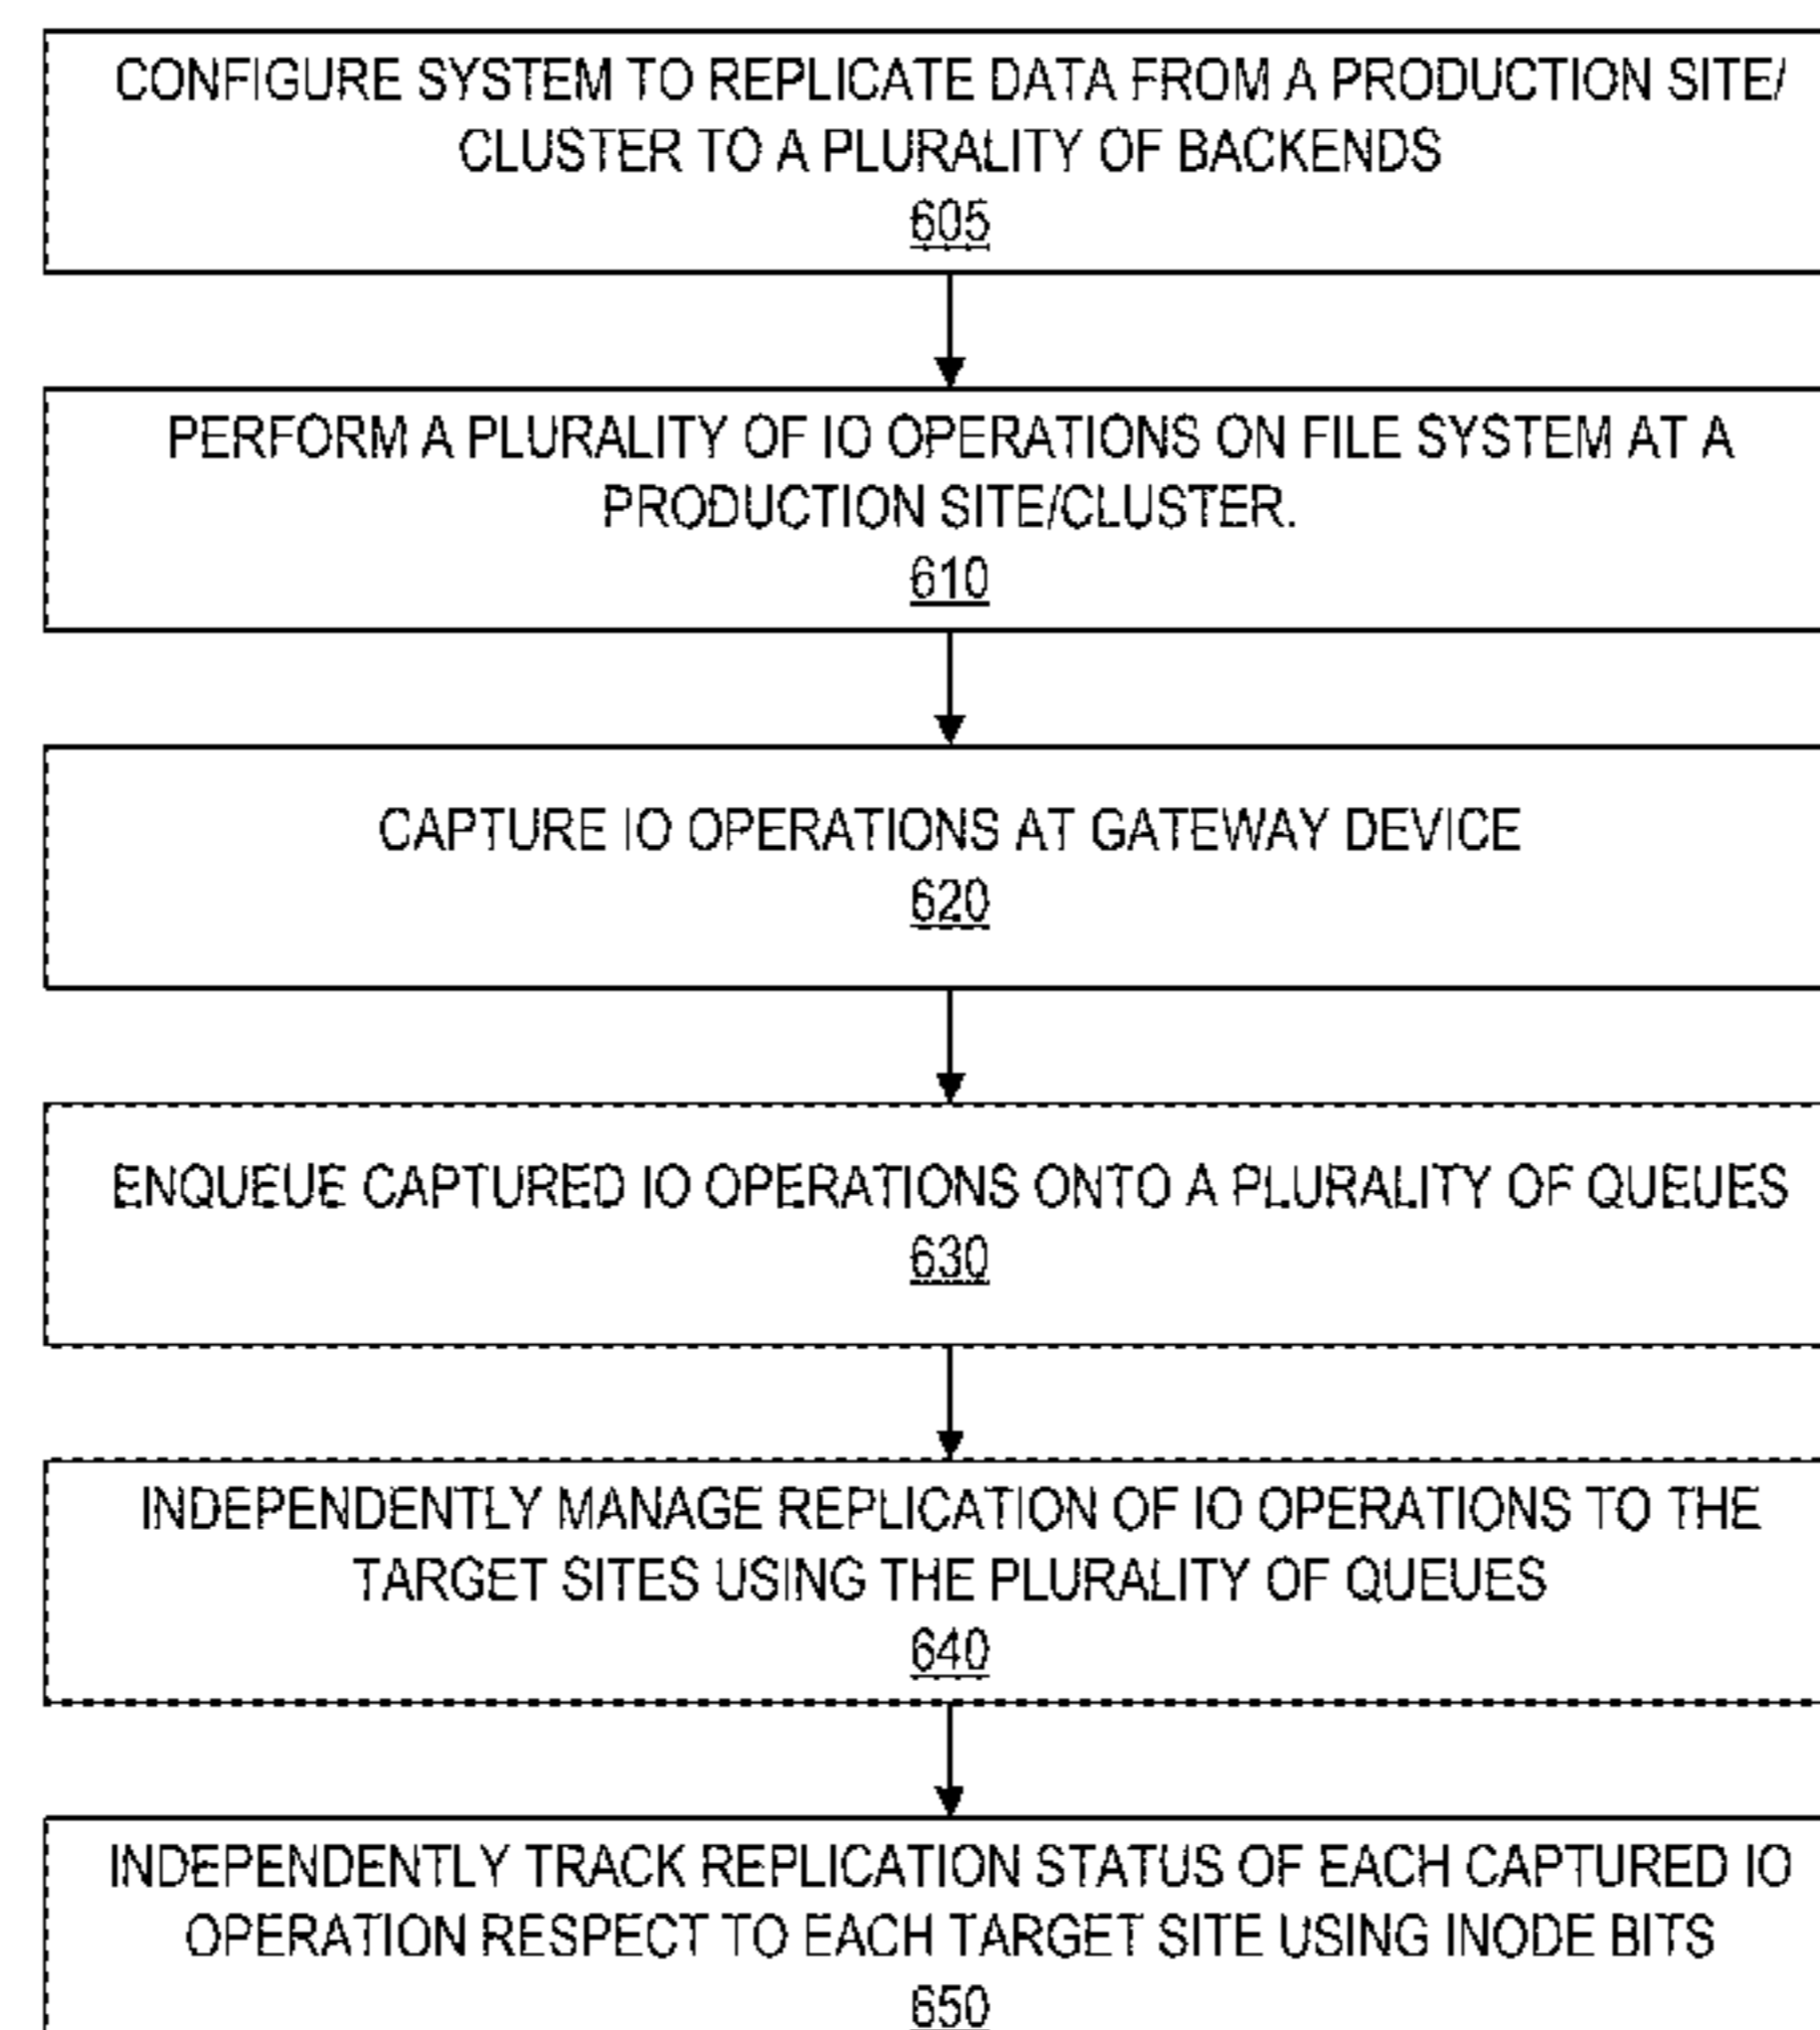 CONFIGURE SYSTEM TO REPLICATE DATA FROM A PRODUCTION SITE/
CLUSTER TO A PLURALITY OF BACKENDS
605
PERFORM A PLURALITY OF IO OPERATIONS ON FILE SYSTEM AT A
PRODUCTION SITE/CLUSTER.
610
CAPTURE IO OPERATIONS AT GATEWAY DEVICE
620
ENQUEUE CAPTURED IO OPERATIONS ONTO A PLURALITY OF QUEUES
630
INDEPENDENTLY MANAGE REPLICATION OF IO OPERATIONS TO THE
TARGET SITES USING THE PLURALITY OF QUEUES
640
INDEPENDENTLY TRACK REPLICATION STATUS OF EACH CAPTURED IO
OPERATION RESPECT TO EACH TARGET SITE USING INODE BITS
650